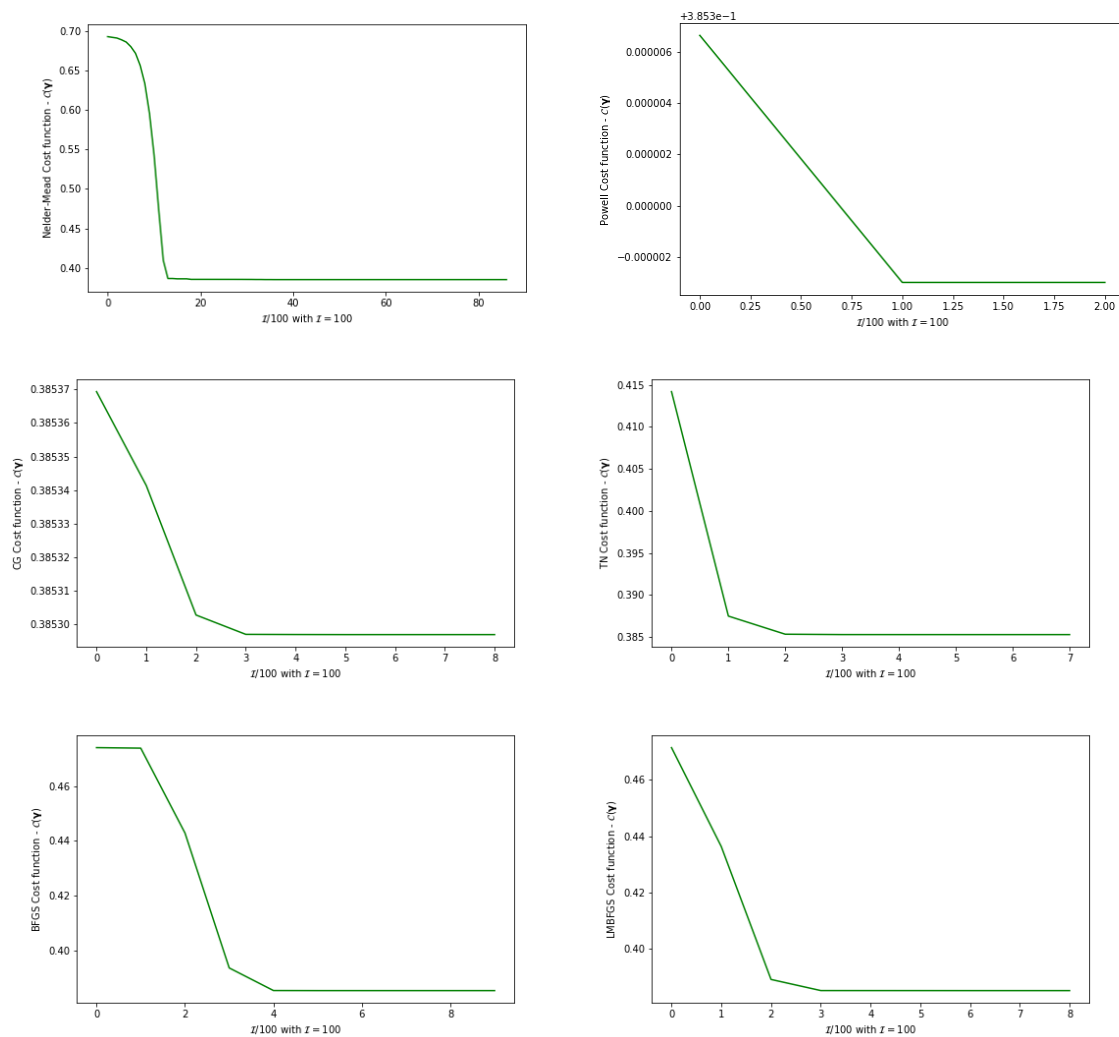 0.70
0.65
0.60
0.55
0.50
0.45
0.40
Nelder-Mead Cost function - 𝒞(γ)
0 20 40 60 80
ℐ/100 with ℐ = 100
+3.853e−1
0.000006
0.000004
0.000002
0.000000
−0.000002
Powell Cost function - 𝒞(γ)
0.00 0.25 0.50 0.75 1.00 1.25 1.50 1.75 2.00
ℐ/100 with ℐ = 100
0.38537
0.38536
0.38535
0.38534
0.38533
0.38532
0.38531
0.38530
CG Cost function - 𝒞(γ)
0 1 2 3 4 5 6 7 8
ℐ/100 with ℐ = 100
0.415
0.410
0.405
0.400
0.395
0.390
0.385
TN Cost function - 𝒞(γ)
0 1 2 3 4 5 6 7
ℐ/100 with ℐ = 100
0.46
0.44
0.42
0.40
BFGS Cost function - 𝒞(γ)
0 2 4 6 8
ℐ/100 with ℐ = 100
0.46
0.44
0.42
0.40
LMBFGS Cost function - 𝒞(γ)
0 1 2 3 4 5 6 7 8
ℐ/100 with ℐ = 100